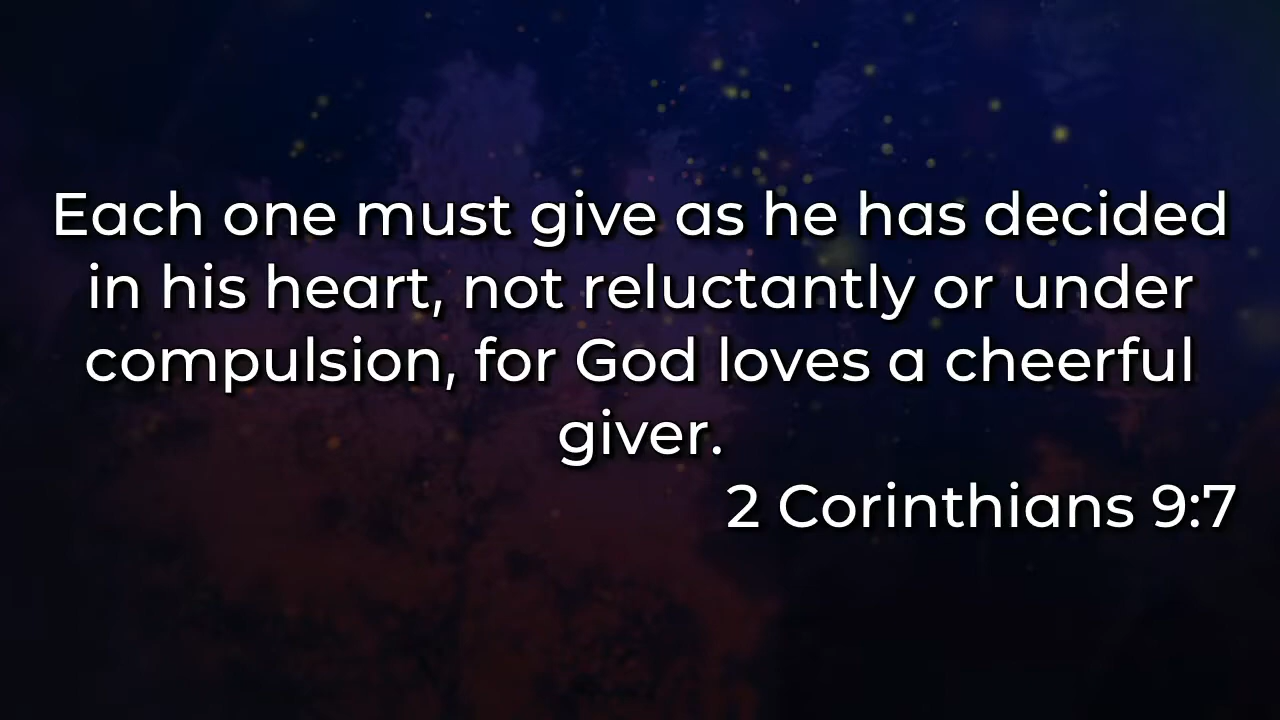 Each one must give as he has decided
in his heart, not reluctantly or under
compulsion, for God loves a cheerful
giver.
2 Corinthians 9:7